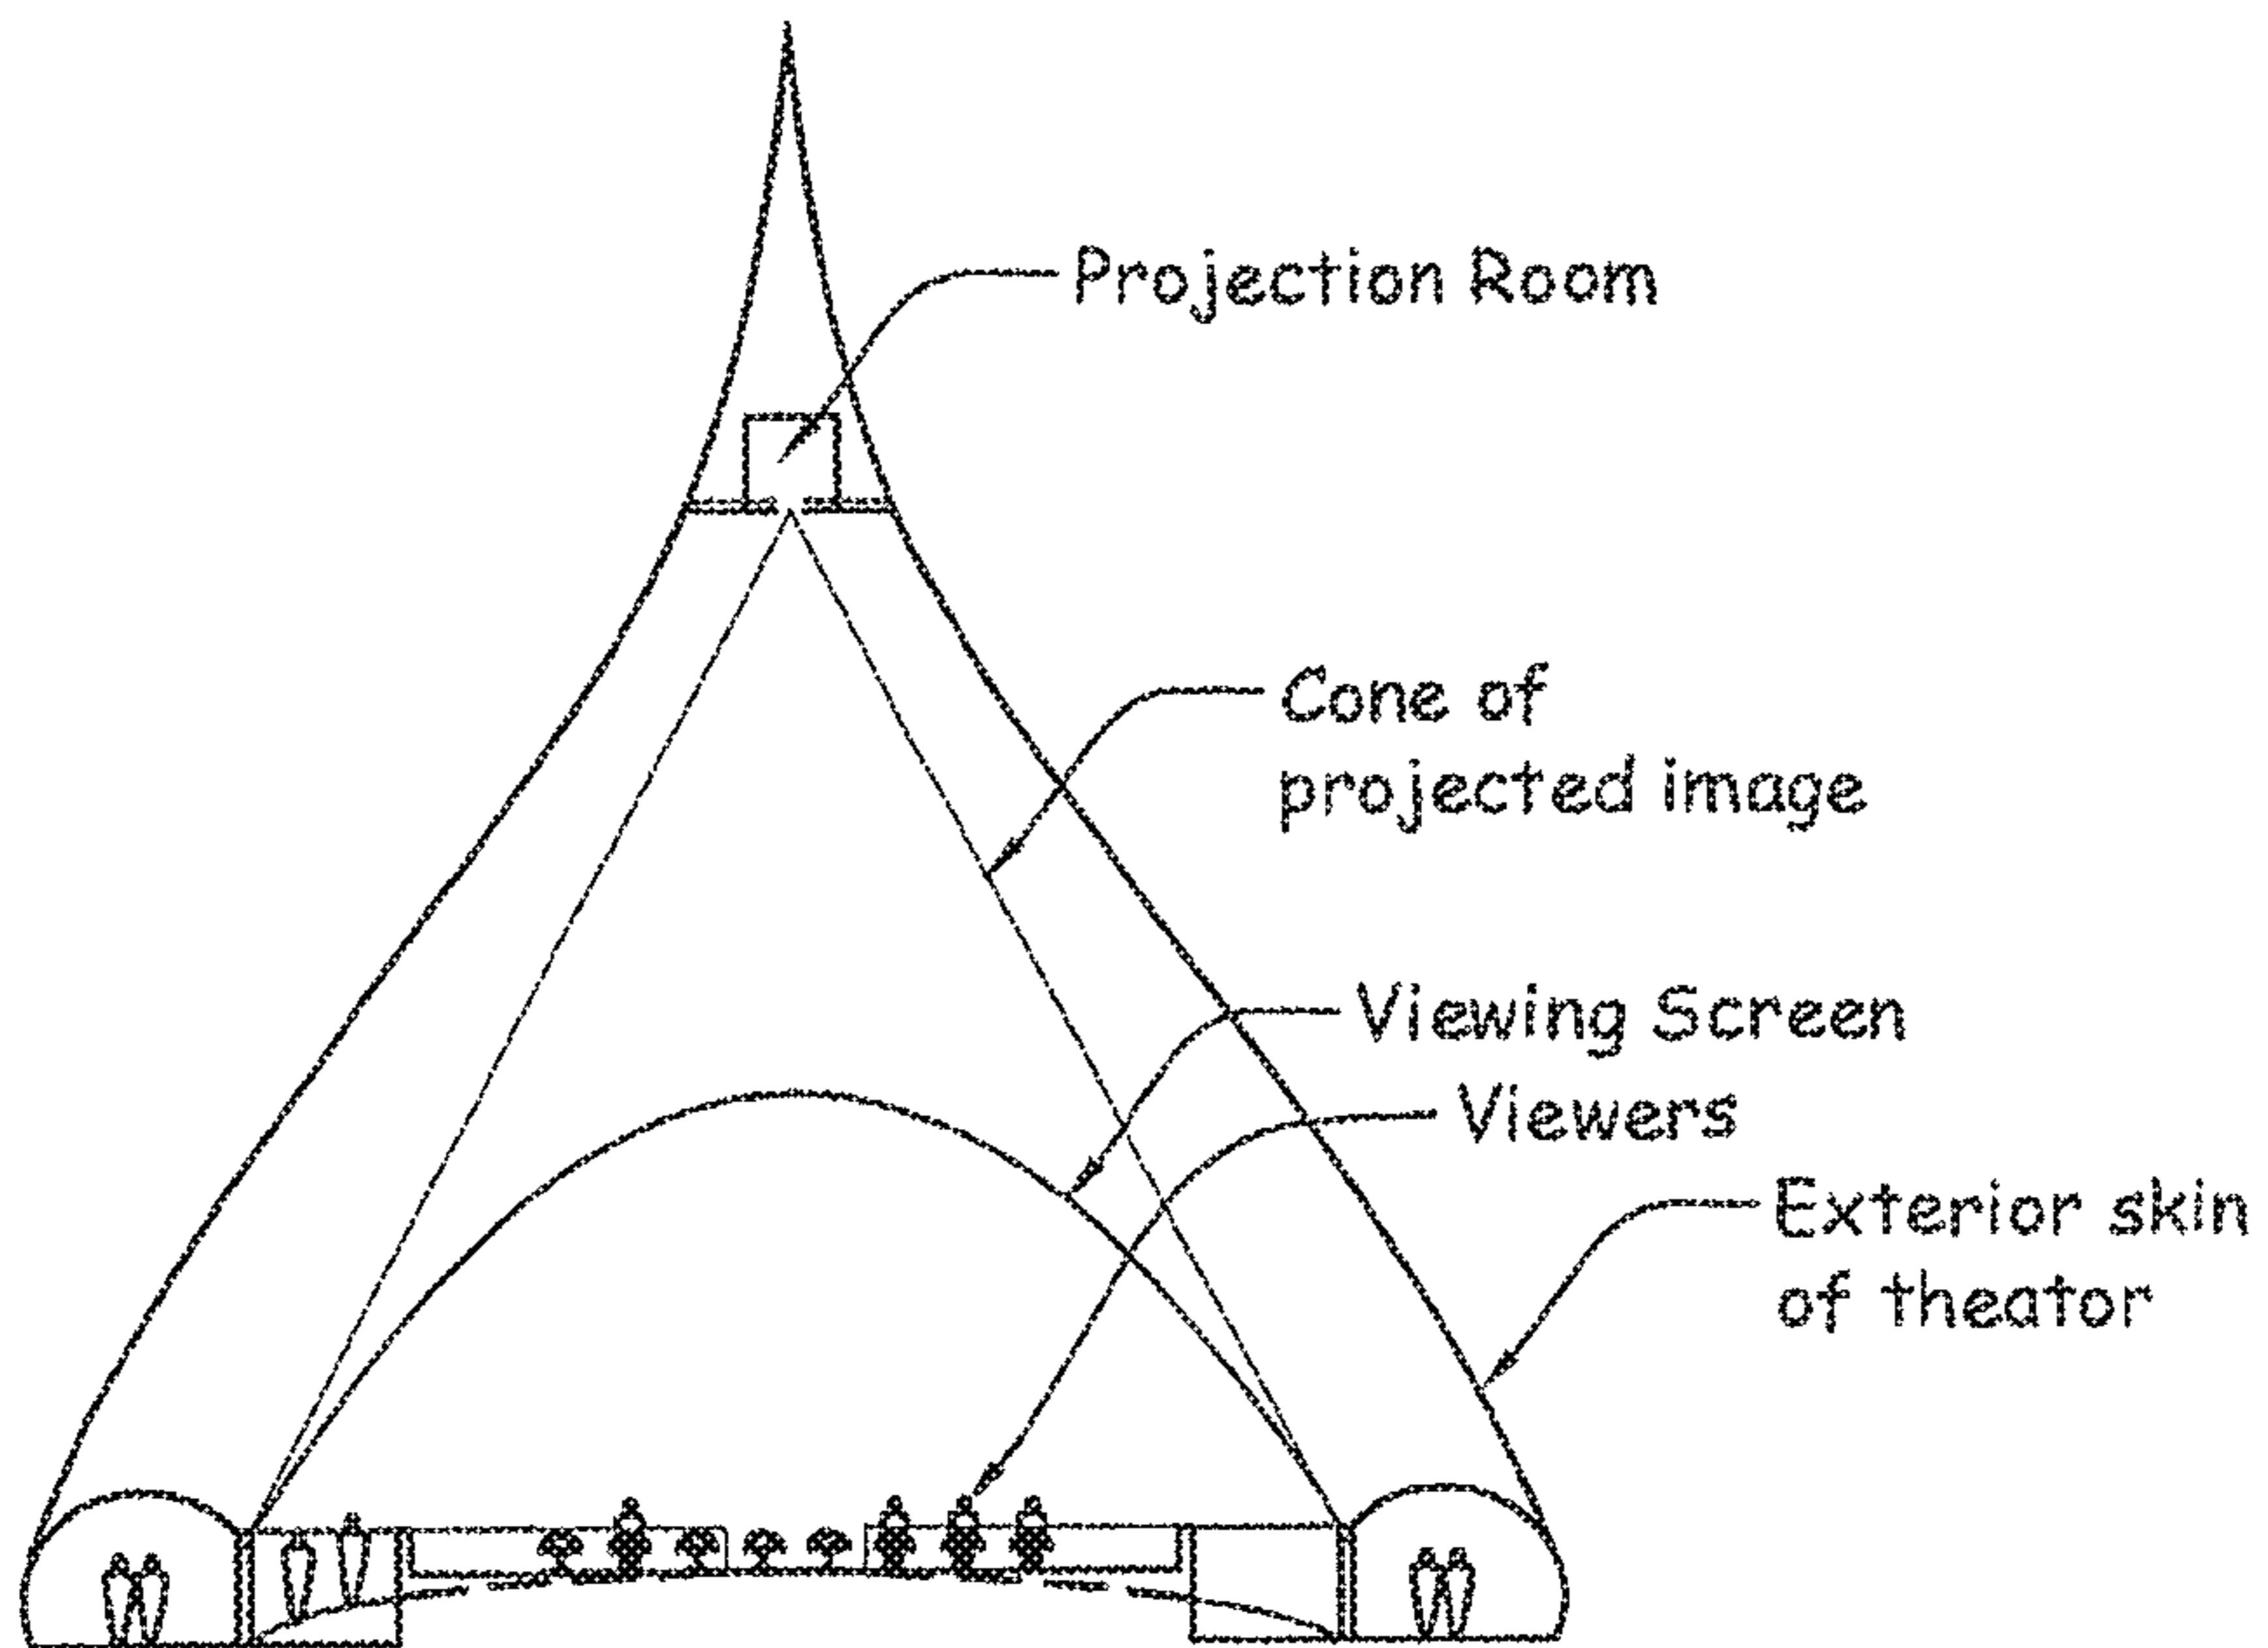 Projection Room
Cone of
projected image
Viewing Screen
Viewers
Exterior skin
of theator